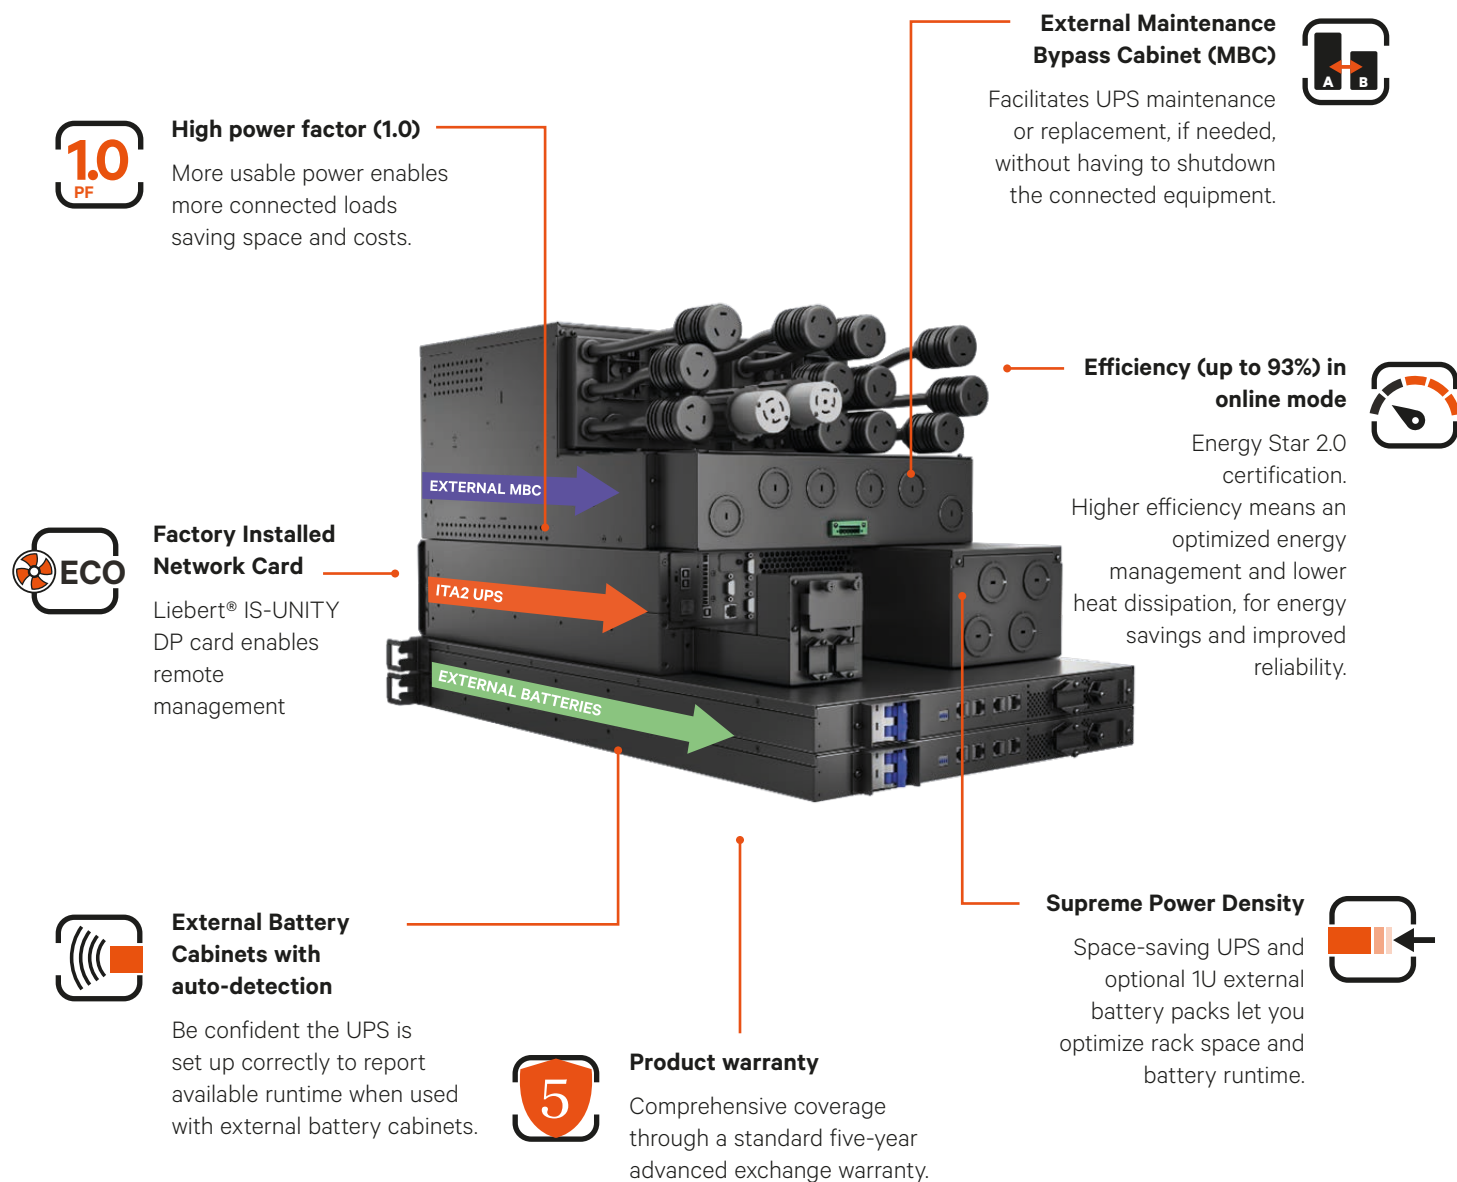 External Maintenance
Bypass Cabinet (MBC)
A B
Facilitates UPS maintenance
or replacement, if needed,
without having to shutdown
the connected equipment.
1.0
PF
High power factor (1.0)
More usable power enables
more connected loads
saving space and costs.
Efficiency (up to 93%) in
online mode
Energy Star 2.0
certification.
Higher efficiency means an
optimized energy
management and lower
heat dissipation, for energy
savings and improved
reliability.
EXTERNAL MBC
ITA2 UPS
EXTERNAL BATTERIES
ECO
Factory Installed
Network Card
Liebert® IS-UNITY
DP card enables
remote
management
External Battery
Cabinets with
auto-detection
Be confident the UPS is
set up correctly to report
available runtime when used
with external battery cabinets.
5
Product warranty
Comprehensive coverage
through a standard five-year
advanced exchange warranty.
Supreme Power Density
Space-saving UPS and
optional 1U external
battery packs let you
optimize rack space and
battery runtime.